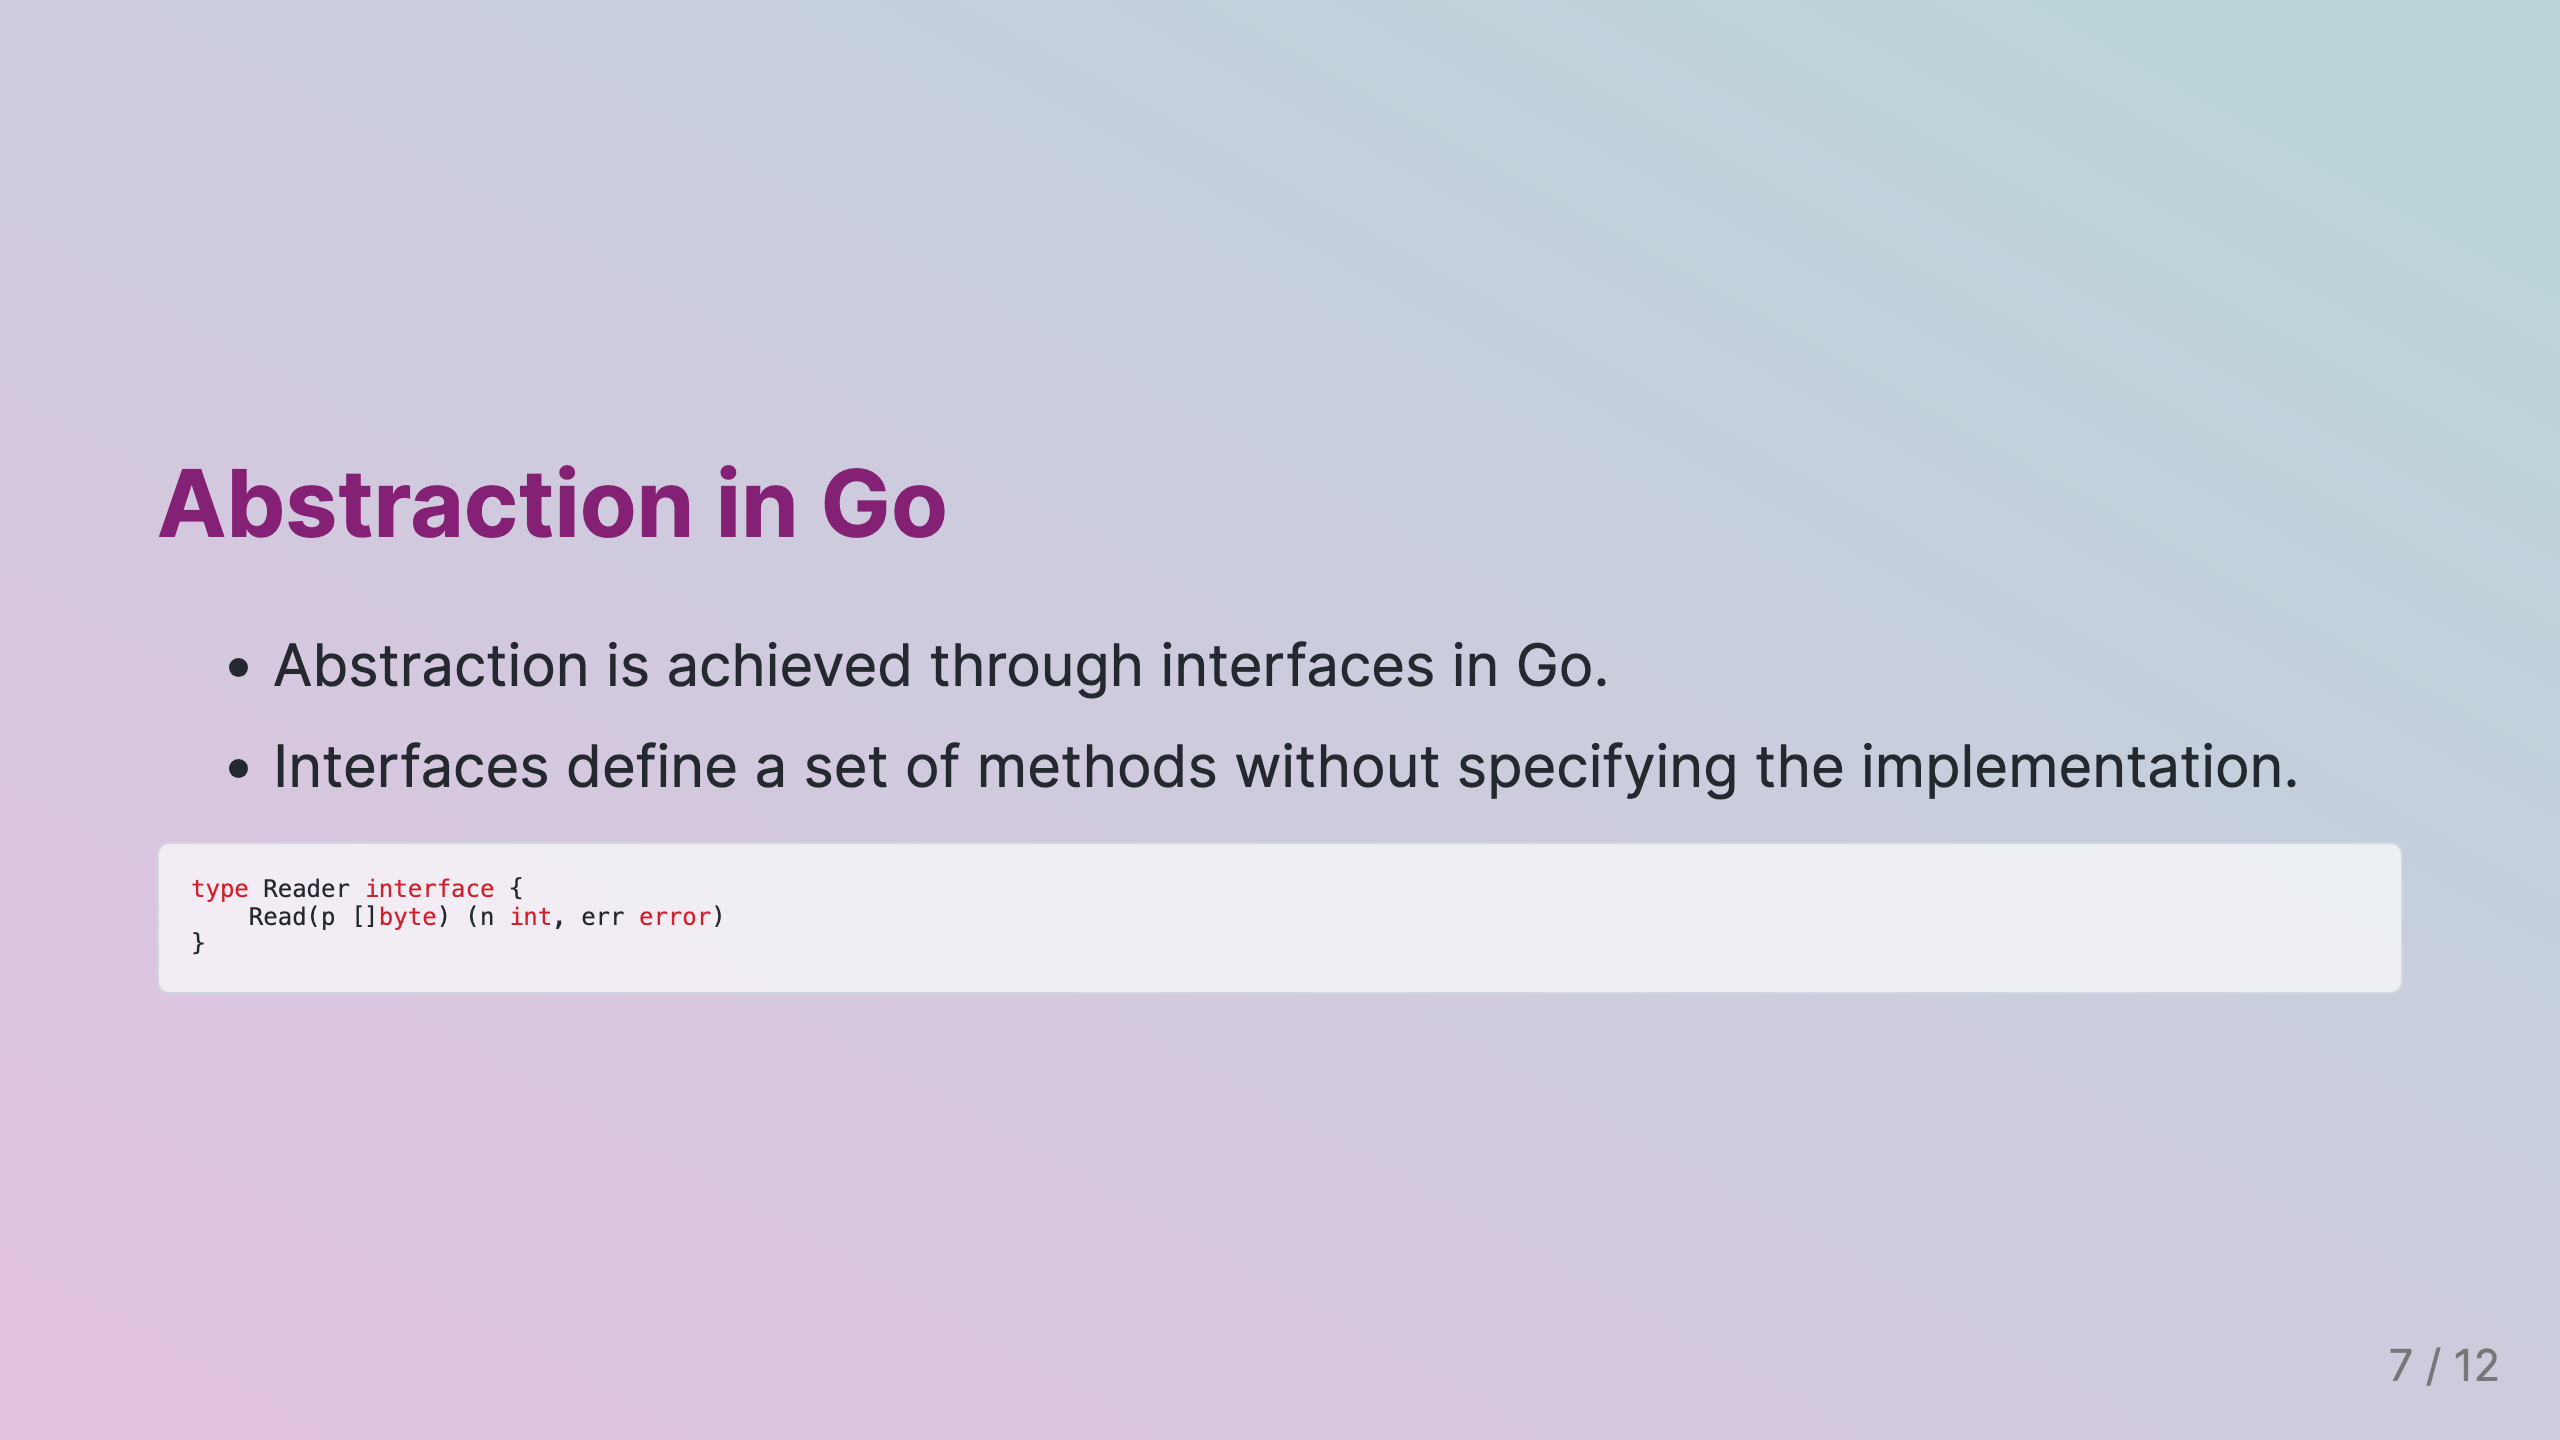 Abstraction in Go
• Abstraction is achieved through interfaces in Go.
• Interfaces define a set of methods without specifying the implementation.
type Reader interface {
    Read(p []byte) (n int, err error)
}
7 / 12